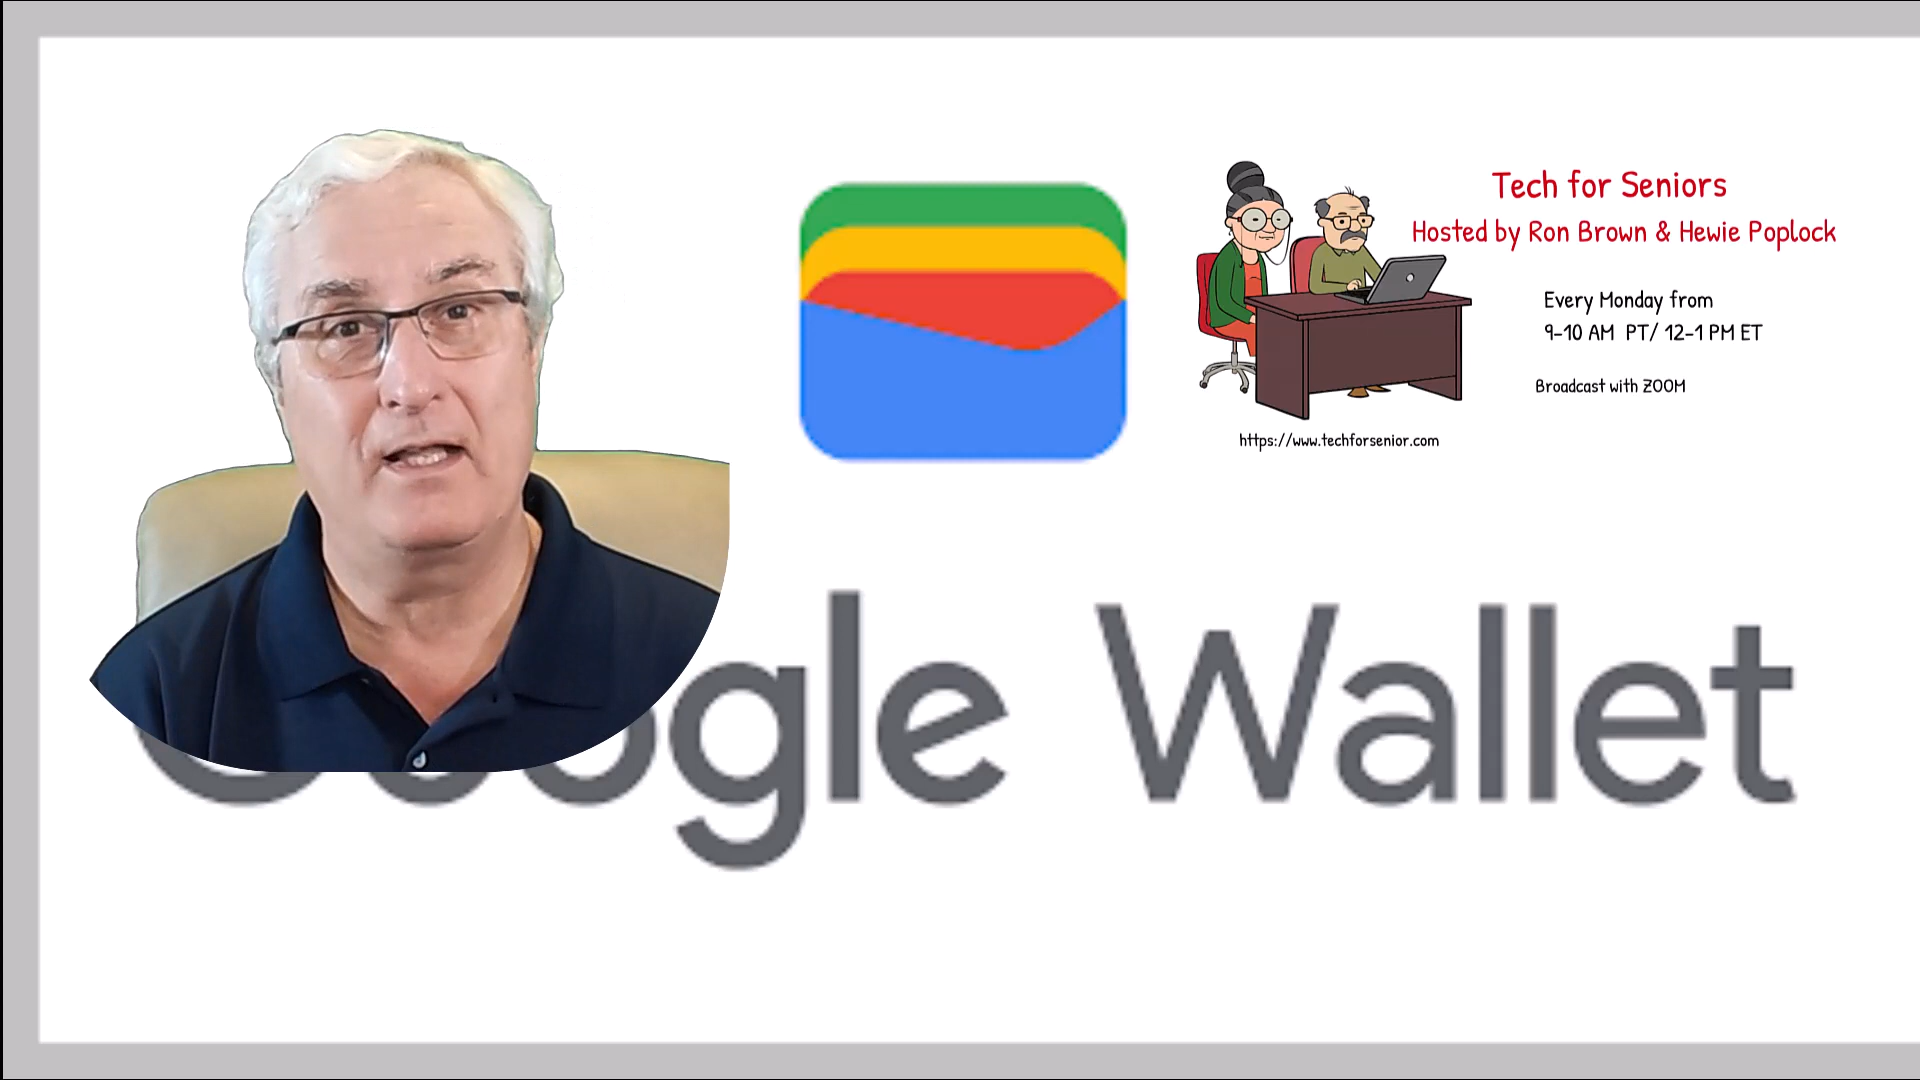 Tech for Seniors
Hosted by Ron Brown & Hewie Poplock
Every Monday from
9-10 AM PT/ 12-1 PM ET
Broadcast with ZOOM
https://www.techforsenior.com
Google Wallet